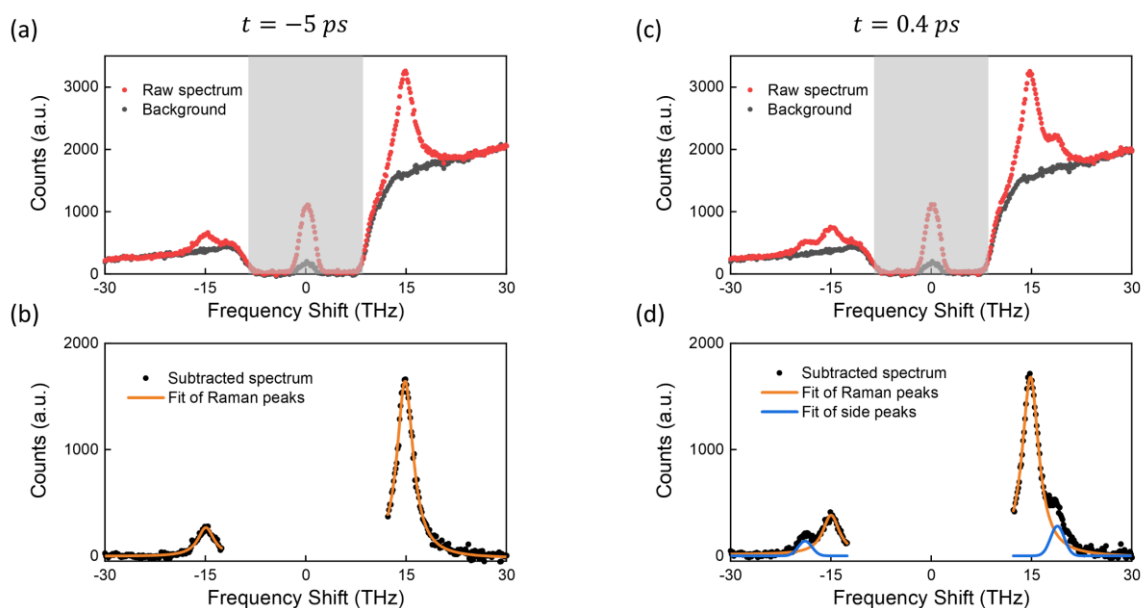 (a)
t = −5 ps
Raw spectrum
Background
Counts (a.u.)
3000
2000
1000
0
-30
-15
0
15
30
Frequency Shift (THz)
(c)
t = 0.4 ps
Raw spectrum
Background
Counts (a.u.)
3000
2000
1000
0
-30
-15
0
15
30
Frequency Shift (THz)
(b)
Subtracted spectrum
Fit of Raman peaks
Counts (a.u.)
2000
1000
0
-30
-15
0
15
30
Frequency Shift (THz)
(d)
Subtracted spectrum
Fit of Raman peaks
Fit of side peaks
Counts (a.u.)
2000
1000
0
-30
-15
0
15
30
Frequency Shift (THz)